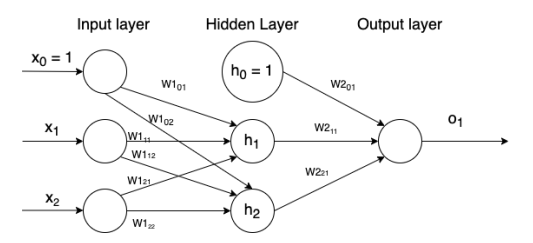 Input layer Hidden Layer Output layer
x₀ = 1
h₀ = 1
W1₀₁
W2₀₁
W1₀₂
x₁
W1₁₁
h₁
W2₁₁
o₁
W1₁₂
W1₂₁
W2₂₁
x₂
h₂
W1₂₂